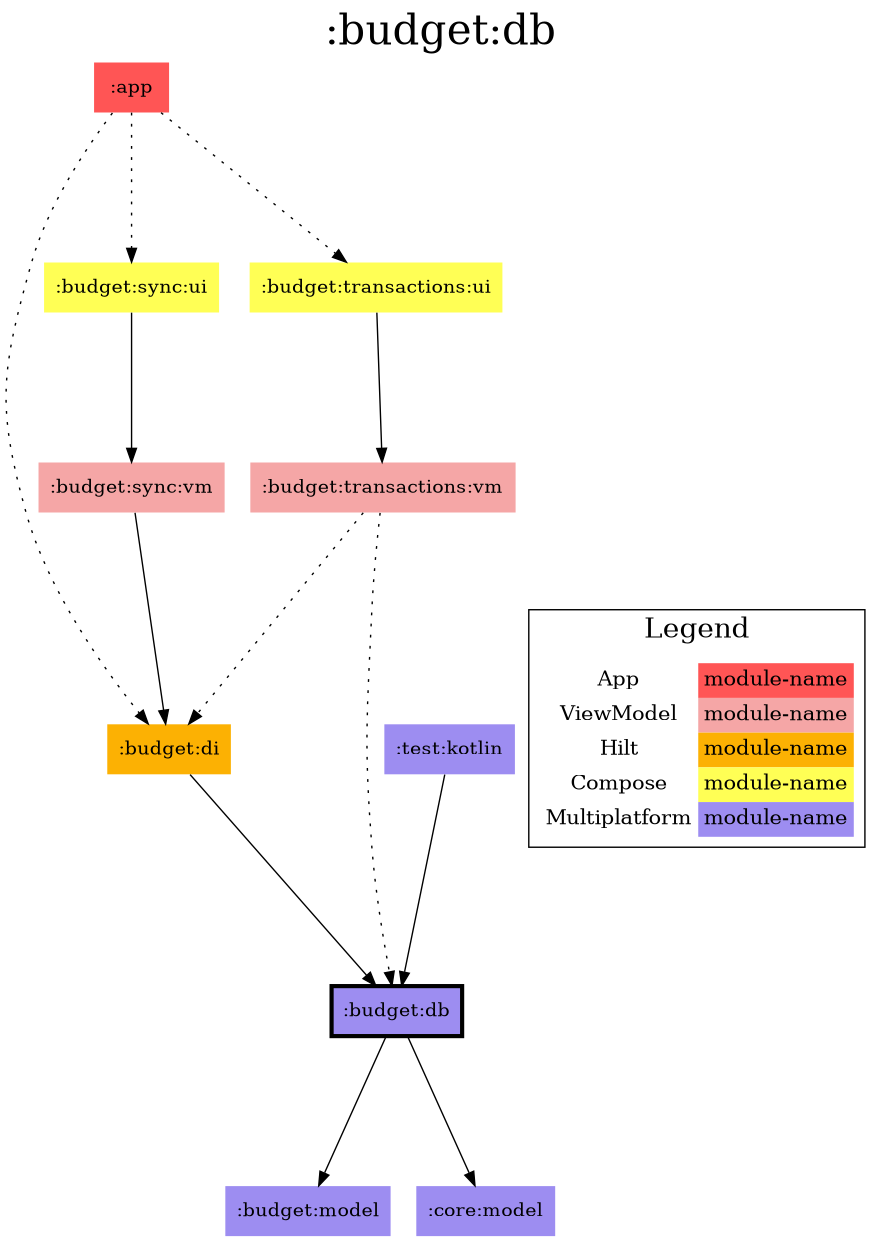 :budget:db
:app
:budget:sync:ui
:budget:transactions:ui
:budget:sync:vm
:budget:transactions:vm
:budget:di
:test:kotlin
Legend
App module-name
ViewModel module-name
Hilt module-name
Compose module-name
Multiplatform module-name
:budget:db
:budget:model
:core:model